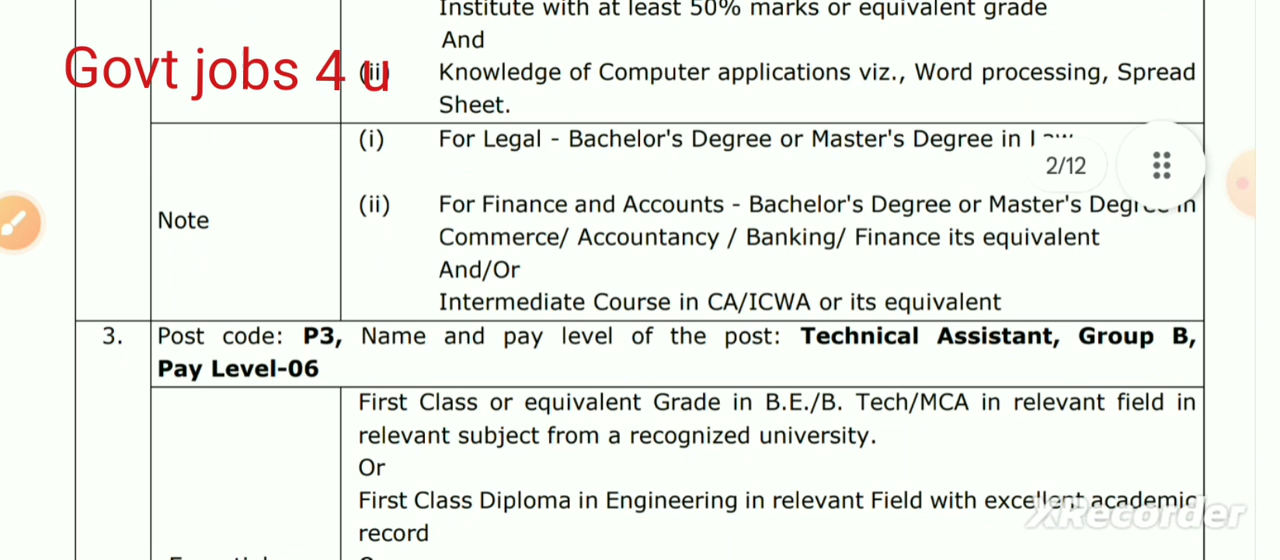 Institute with at least 50% marks or equivalent grade
And
Govt jobs 4 u
(ii) Knowledge of Computer applications viz., Word processing, Spread
Sheet.
(i) For Legal - Bachelor's Degree or Master's Degree in
2/12
Note
(ii) For Finance and Accounts - Bachelor's Degree or Master's Degree in
Commerce/ Accountancy / Banking/ Finance its equivalent
And/Or
Intermediate Course in CA/ICWA or its equivalent
3. Post code: P3, Name and pay level of the post: Technical Assistant, Group B,
Pay Level-06
First Class or equivalent Grade in B.E./B. Tech/MCA in relevant field in
relevant subject from a recognized university.
Or
First Class Diploma in Engineering in relevant Field with excellent academic
record
XRecorder